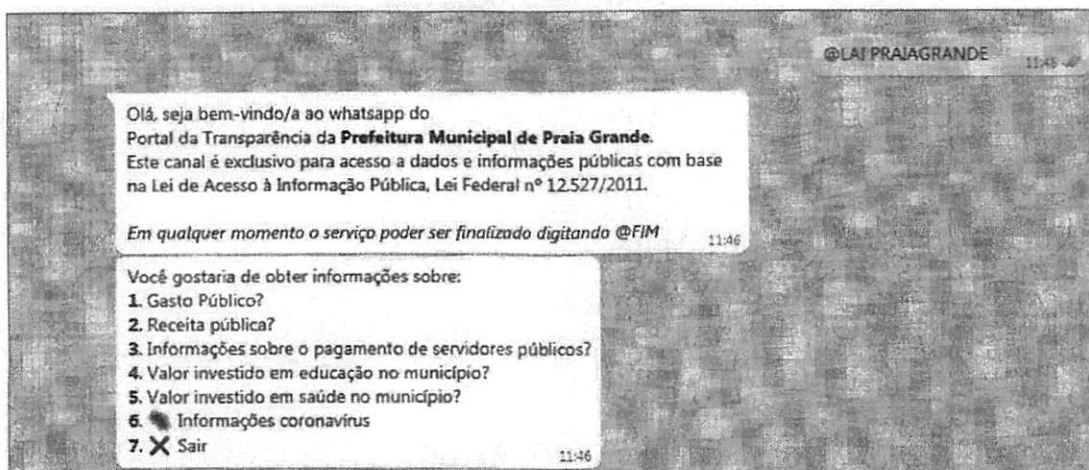 @LAI PRAIAGRANDE 11:46
Olá, seja bem-vindo/a ao whatsapp do
Portal da Transparência da Prefeitura Municipal de Praia Grande.
Este canal é exclusivo para acesso a dados e informações públicas com base
na Lei de Acesso à Informação Pública, Lei Federal nº 12.527/2011.
Em qualquer momento o serviço poder ser finalizado digitando @FIM 11:46
Você gostaria de obter informações sobre:
1. Gasto Público?
2. Receita pública?
3. Informações sobre o pagamento de servidores públicos?
4. Valor investido em educação no município?
5. Valor investido em saúde no município?
6. Informações coronavírus
7. ❌ Sair
11:46